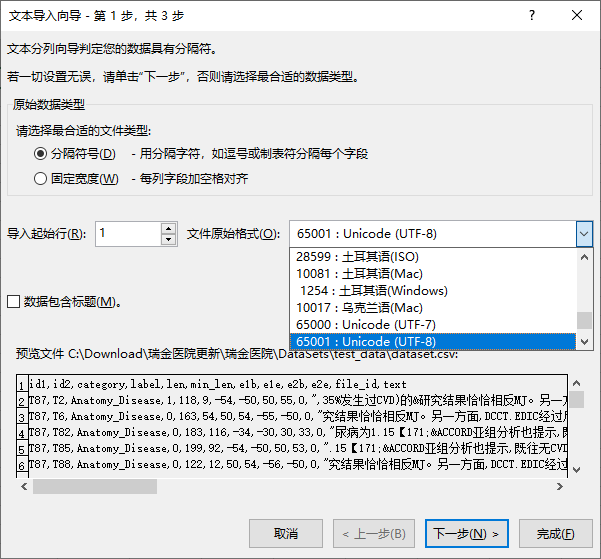 文本导入向导 - 第 1 步，共 3 步
文本分列向导判定您的数据具有分隔符。
若一切设置无误，请单击"下一步"，否则请选择最合适的数据类型。
原始数据类型
请选择最合适的文件类型:
分隔符号(D) - 用分隔字符，如逗号或制表符分隔每个字段
固定宽度(W) - 每列字段加空格对齐
导入起始行(R): 1 文件原始格式(O): 65001 : Unicode (UTF-8)
28599 : 土耳其语(ISO)
10081 : 土耳其语(Mac)
1254 : 土耳其语(Windows)
10017 : 乌克兰语(Mac)
65000 : Unicode (UTF-7)
65001 : Unicode (UTF-8)
数据包含标题(M)。
预览文件 C:\Download\瑞金医院更新\瑞金医院\DataSets\test_data\dataset.csv:
1 id1,id2,category,label,len,min_len,e1b,e1e,e2b,e2e,file_id,text
2 T87,T2,Anatomy_Disease,1,118,9,-54,-50,50,55,0,",35%发生过CVD)的&研究结果恰恰相反MJ。另一方
3 T87,T6,Anatomy_Disease,0,163,54,50,54,-55,-50,0,"究结果恰恰相反MJ。另一方面,DCCT.EDIC经过
4 T87,T82,Anatomy_Disease,0,183,116,-34,-30,30,33,0,"尿病为1.15【171;&ACCORD亚组分析也提示,既
5 T87,T85,Anatomy_Disease,0,199,92,-54,-50,50,53,0,".15【171;&ACCORD亚组分析也提示,既往无CVD
6 T87,T88,Anatomy_Disease,0,122,12,50,54,-56,-50,0,"究结果恰恰相反MJ。另一方面,DCCT.EDIC经过
取消 < 上一步(B) 下一步(N) > 完成(F)